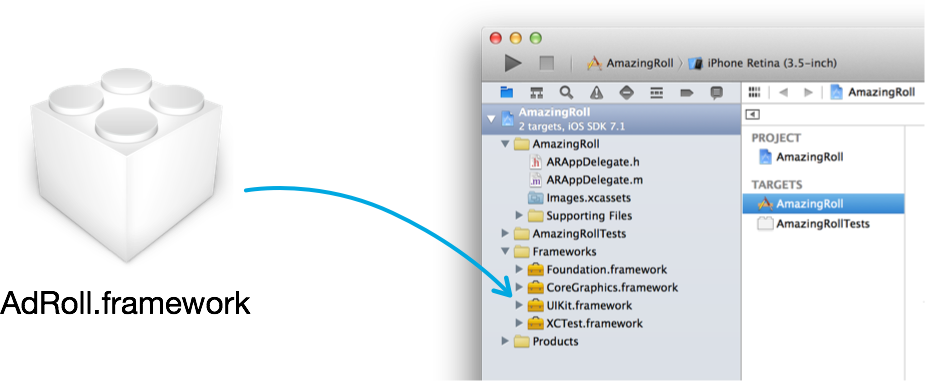 AdRoll.framework
AmazingRoll
iPhone Retina (3.5-inch)
AmazingRoll
AmazingRoll
2 targets, iOS SDK 7.1
AmazingRoll
ARAppDelegate.h
ARAppDelegate.m
Images.xcassets
Supporting Files
AmazingRollTests
Frameworks
Foundation.framework
CoreGraphics.framework
UIKit.framework
XCTest.framework
Products
PROJECT
AmazingRoll
TARGETS
AmazingRoll
AmazingRollTests